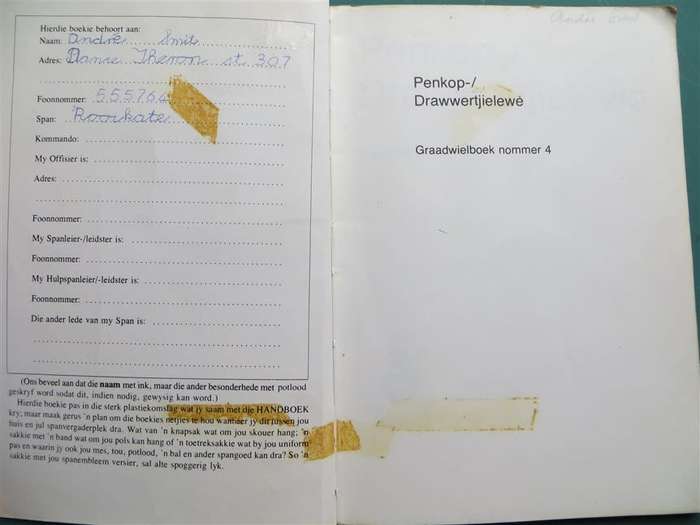 Hierdie boekie behoort aan:
Naam: Andre Smit
Adres: Danie Theron st 307
Foonnommer: 555764
Span: Rooikate
Kommando:
My Offisier is:
Adres:
Foonnommer:
My Spanleier-/leidster is:
Foonnommer:
My Hulpspanleier/-leidster is:
Foonnommer:
Die ander lede van my Span is:
(Ons beveel aan dat die naam met ink, maar die ander besonderhede met potlood
geskryf word sodat dit, indien nodig, gewysig kan word.)
Hierdie boekie pas in die sterk plastiekomslag wat jy saam met die HANDBOEK
kry; maar maak gerus 'n plan om die boekies netjies te hou wanneer jy dit tussen jou
huis en jul spanvergaderplek dra. Wat van 'n knapsak wat om jou skouer hang; 'n
sakkie met 'n band wat om jou pols kan hang of 'n toetreksakkie wat by jou uniform
pas en waarin jy ook jou mes, tou, potlood, 'n bal en ander spangoed kan dra? So 'n
sakkie met jou spanembleem versier, sal alte spoggerig lyk.
Penkop-/
Drawwertjielewé
Graadwielboek nommer 4